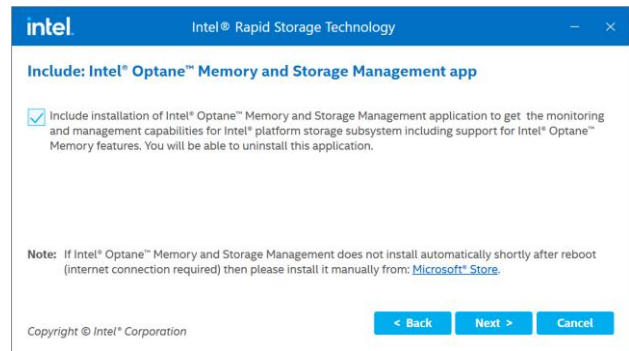 intel. Intel® Rapid Storage Technology
Include: Intel® Optane™ Memory and Storage Management app
Include installation of Intel® Optane™ Memory and Storage Management application to get the monitoring
and management capabilities for Intel® platform storage subsystem including support for Intel® Optane™
Memory features. You will be able to uninstall this application.
Note: If Intel® Optane™ Memory and Storage Management does not install automatically shortly after reboot
(internet connection required) then please install it manually from: Microsoft® Store.
Copyright © Intel® Corporation
< Back Next > Cancel